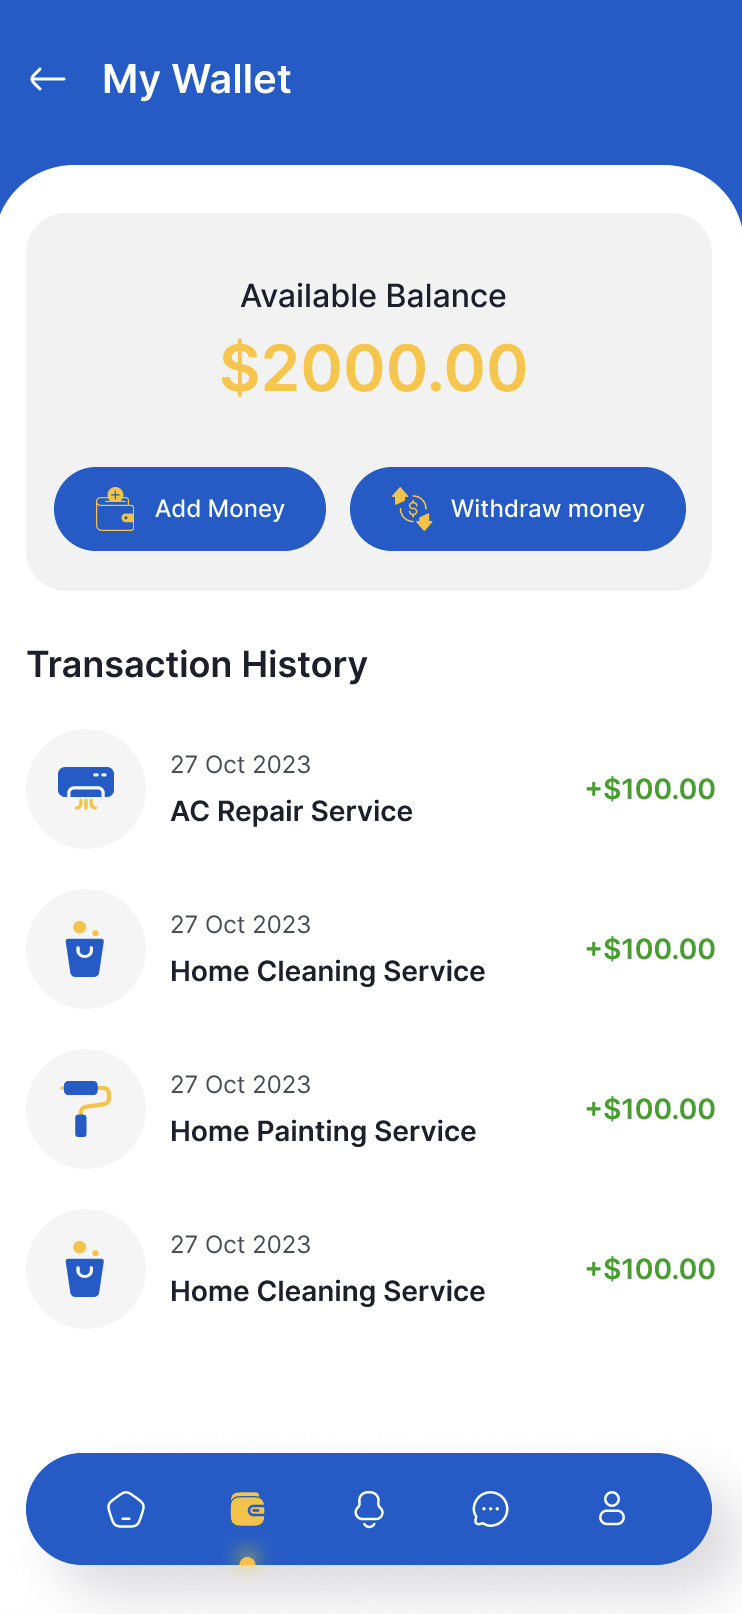 My Wallet
Available Balance
$2000.00
Add Money
Withdraw money
Transaction History
27 Oct 2023
AC Repair Service
+$100.00
27 Oct 2023
Home Cleaning Service
+$100.00
27 Oct 2023
Home Painting Service
+$100.00
27 Oct 2023
Home Cleaning Service
+$100.00